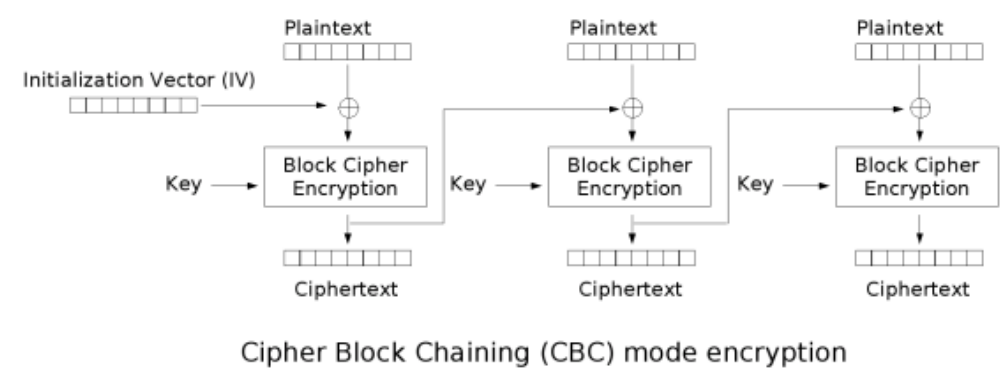 Plaintext
Plaintext
Plaintext
Initialization Vector (IV)
Key
Block Cipher
Encryption
Key
Block Cipher
Encryption
Key
Block Cipher
Encryption
Ciphertext
Ciphertext
Ciphertext
Cipher Block Chaining (CBC) mode encryption